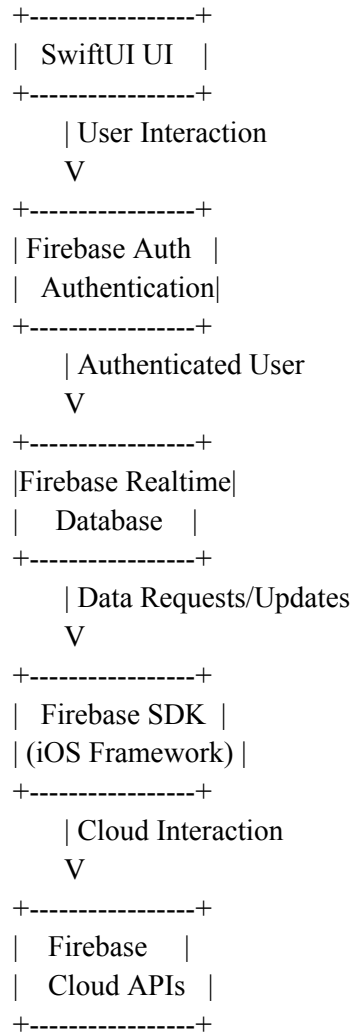 +-----------------+
|   SwiftUI UI    |
+-----------------+
| User Interaction
V
+-----------------+
| Firebase Auth   |
|   Authentication|
+-----------------+
| Authenticated User
V
+-----------------+
|Firebase Realtime|
|     Database    |
+-----------------+
| Data Requests/Updates
V
+-----------------+
|   Firebase SDK  |
| (iOS Framework) |
+-----------------+
| Cloud Interaction
V
+-----------------+
|    Firebase     |
|    Cloud APIs   |
+-----------------+